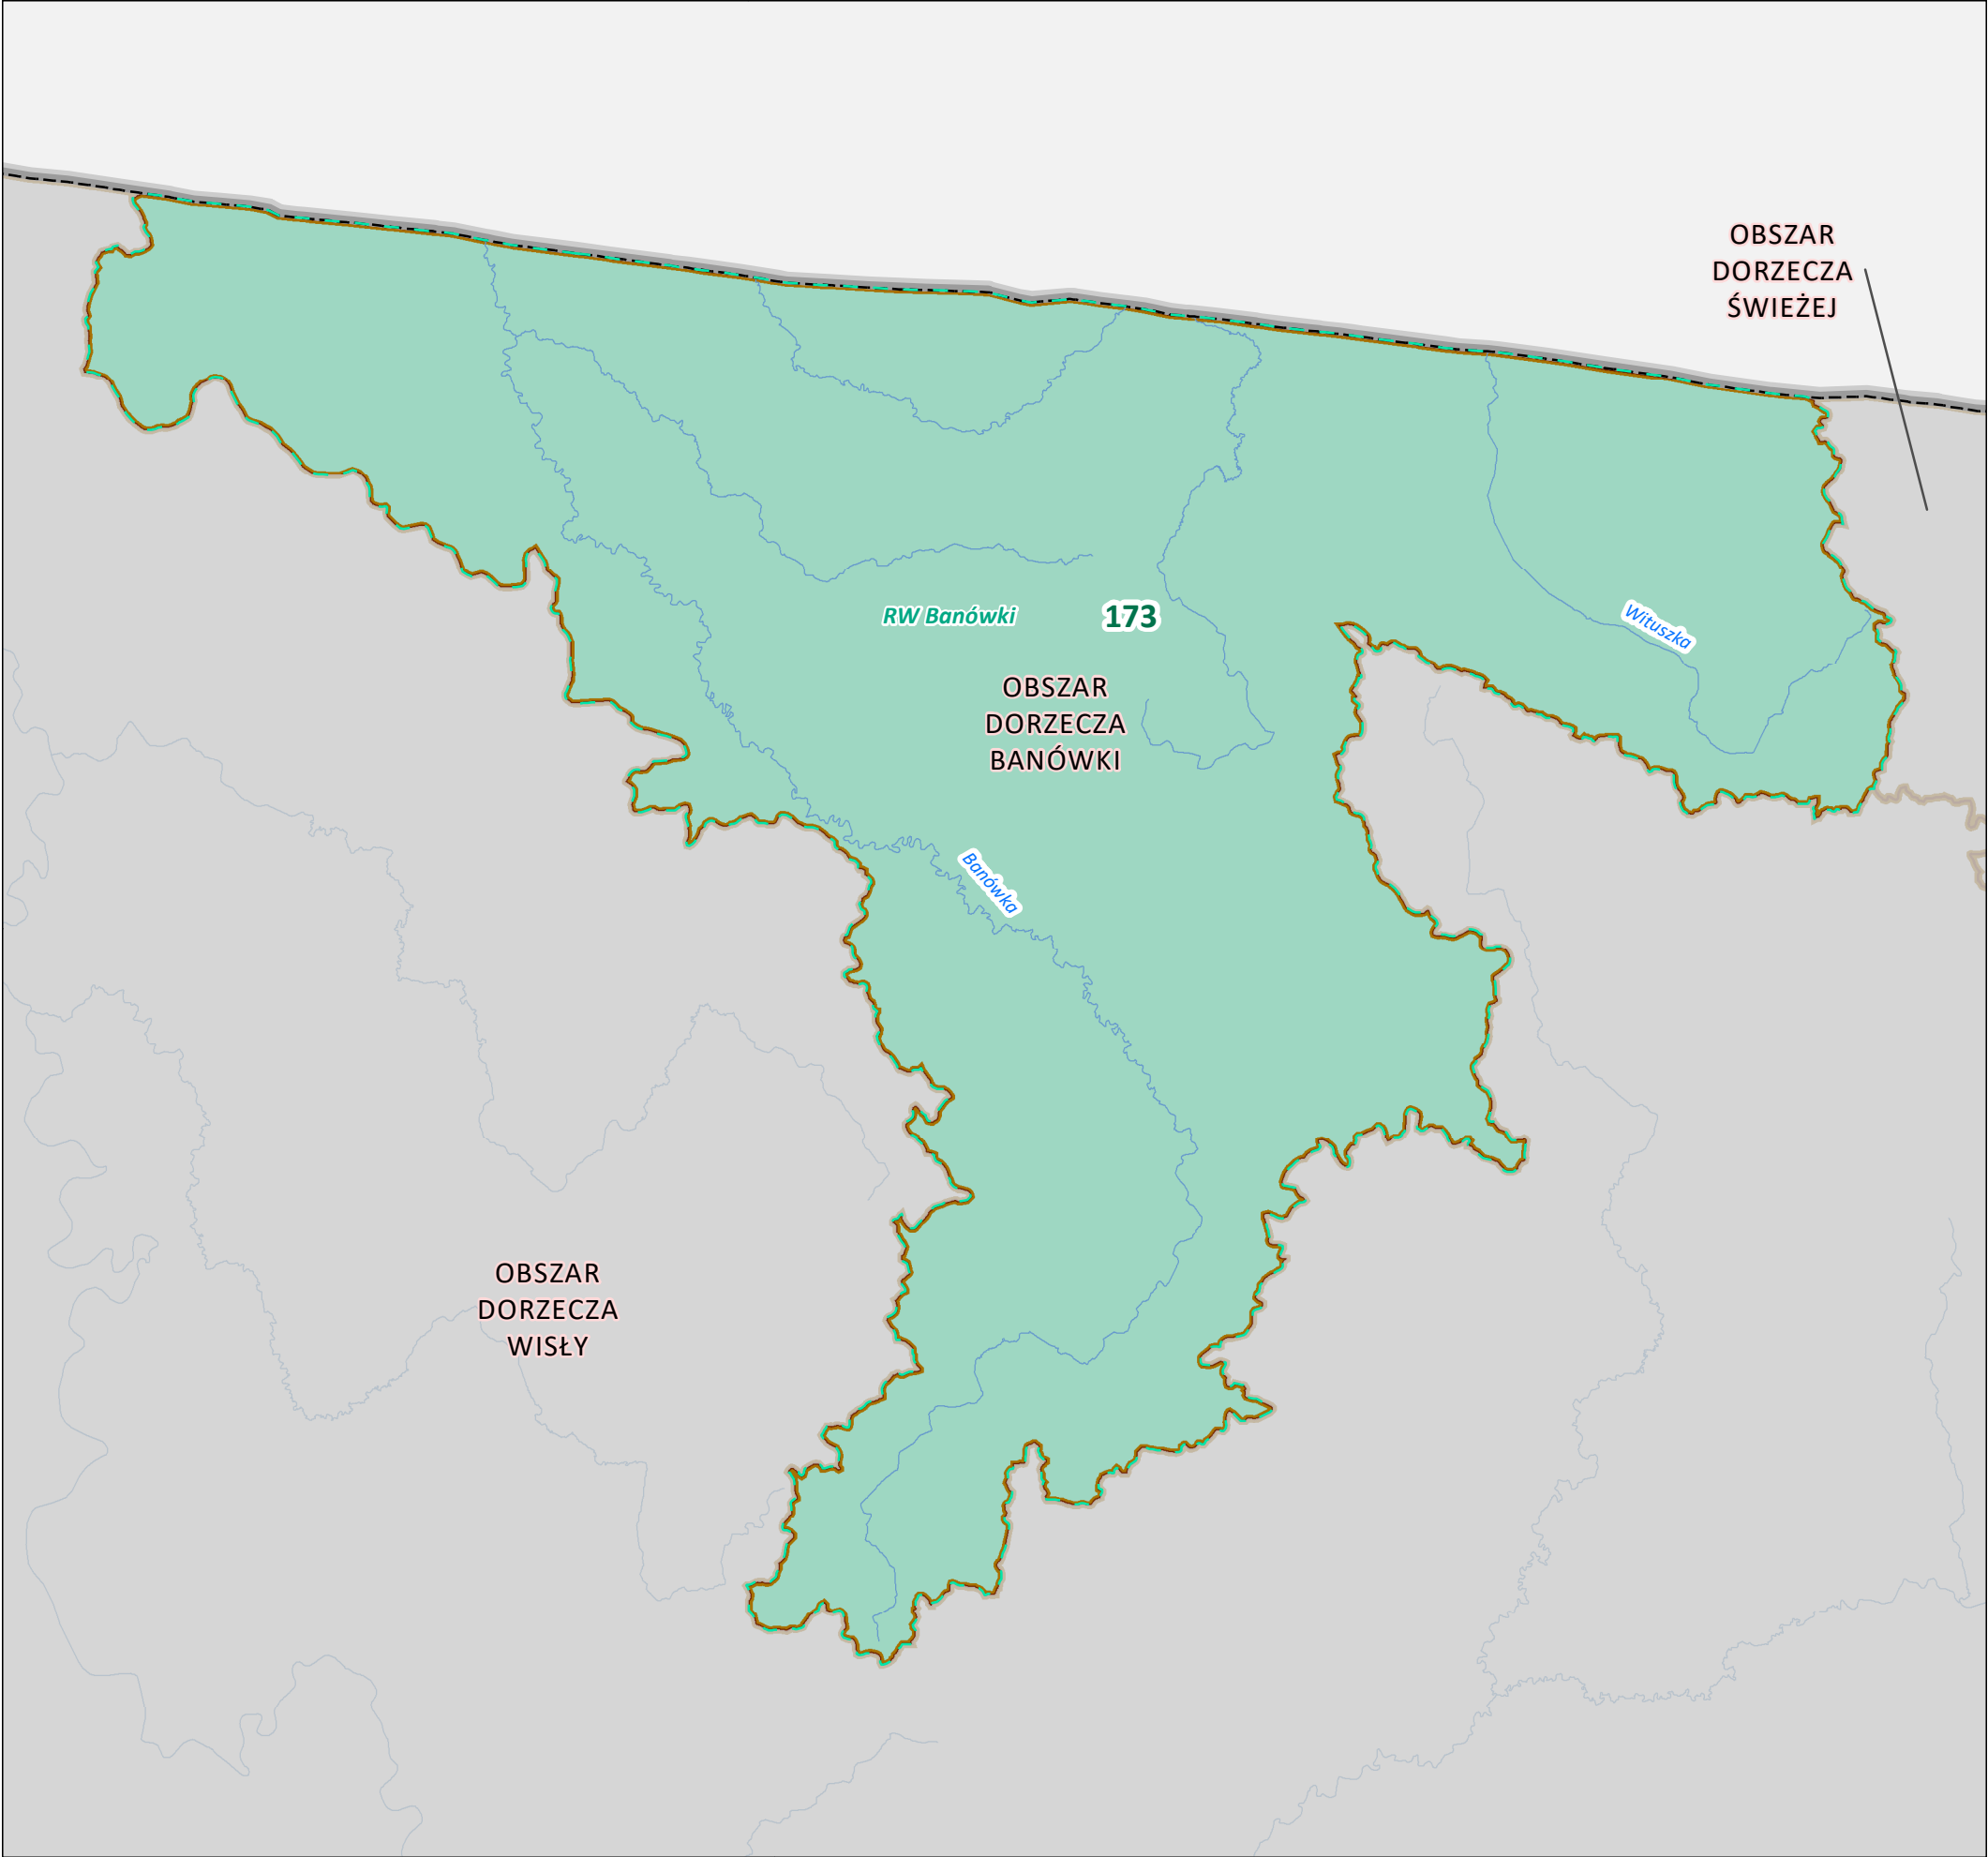 OBSZAR
DORZECZA
ŚWIEŻEJ
RW Banówki
173
Wituszka
OBSZAR
DORZECZA
BANÓWKI
Banówka
OBSZAR
DORZECZA
WISŁY